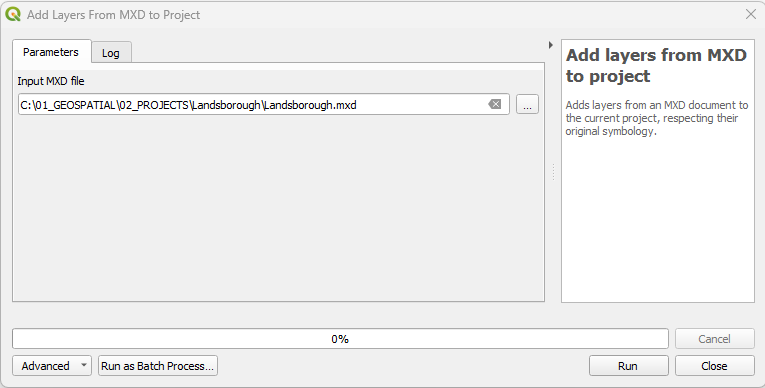 Add Layers From MXD to Project
Parameters
Log
Input MXD file
C:\01_GEOSPATIAL\02_PROJECTS\Landsborough\Landsborough.mxd
...
Add layers from MXD
to project
Adds layers from an MXD document to
the current project, respecting their
original symbology.
0%
Cancel
Advanced
Run as Batch Process...
Run
Close